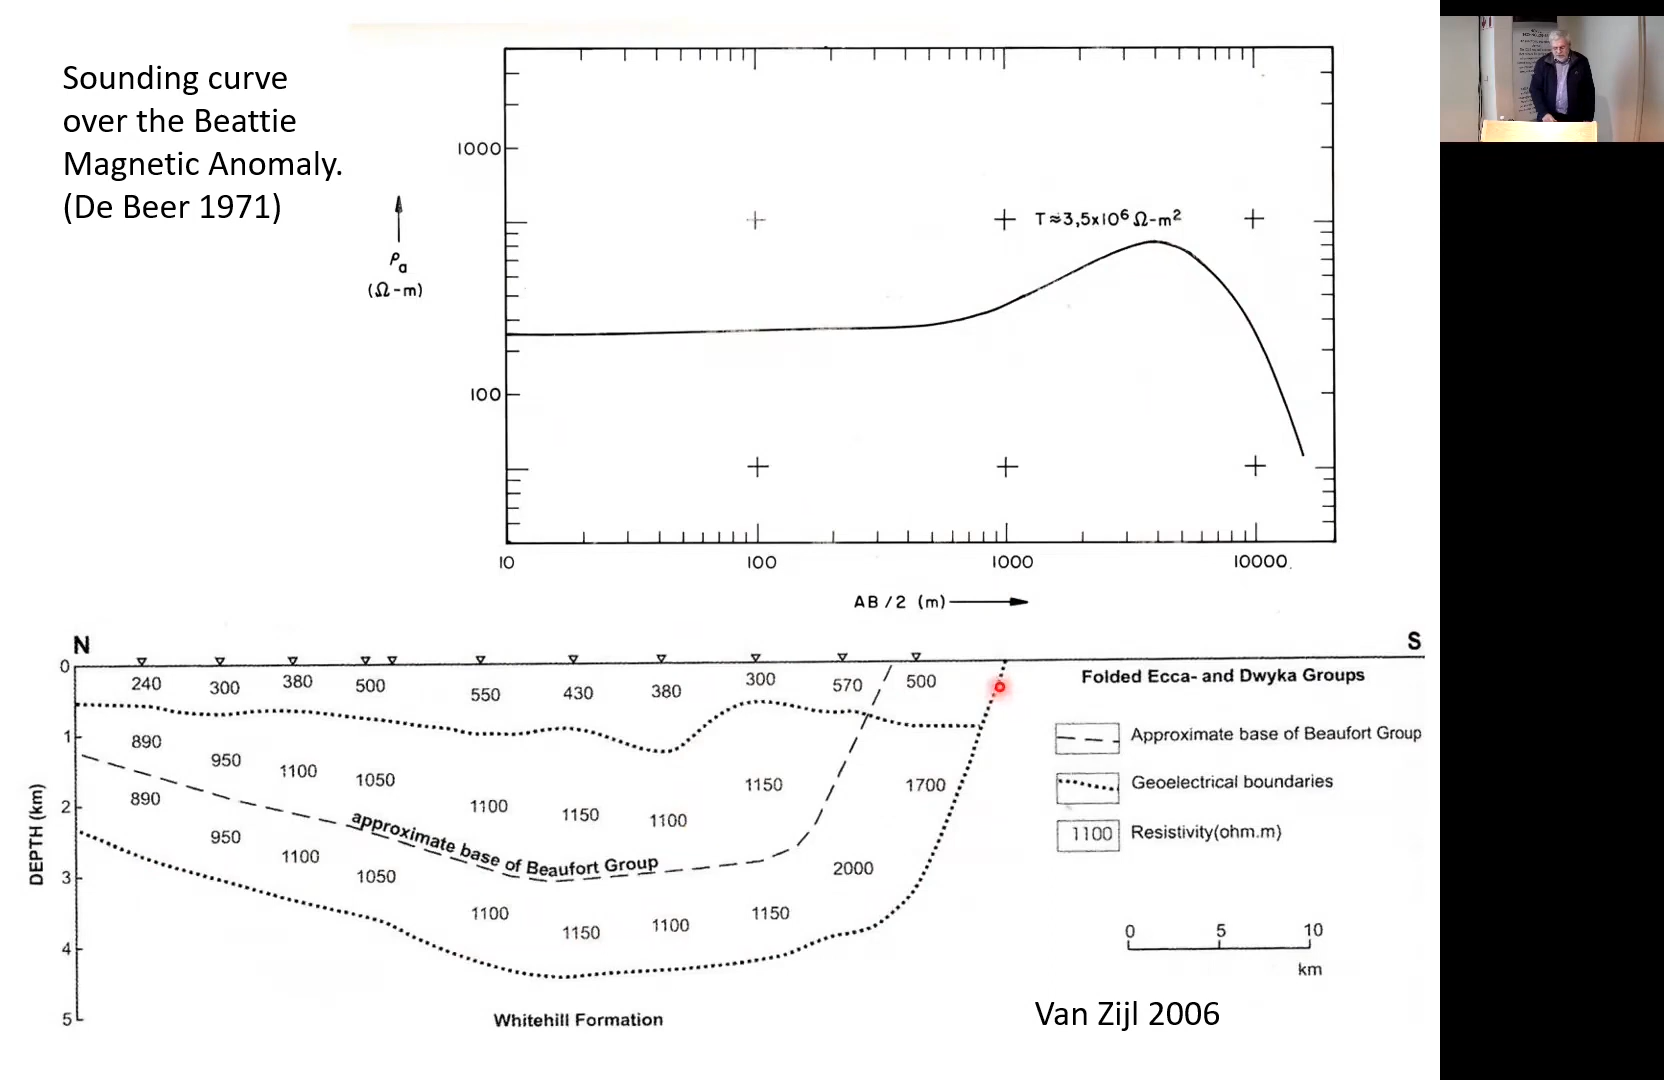 Sounding curve
over the Beattie
Magnetic Anomaly.
(De Beer 1971)
1000
T≈3,5x10⁶ Ω-m²
ρa
(Ω-m)
100
10 100 1000 10000
AB/2 (m)
N S
0
240 300 380 500 550 430 380 300 570 500
Folded Ecca- and Dwyka Groups
1
890 950 1100 1050 1100 1150 1100 1150 1700
Approximate base of Beaufort Group
Geoelectrical boundaries
2
890 950 1100 1050 2000
approximate base of Beaufort Group
1100 Resistivity(ohm.m)
DEPTH (km)
3
1100 1150 1100 1150
0 5 10
4
km
5
Whitehill Formation
Van Zijl 2006